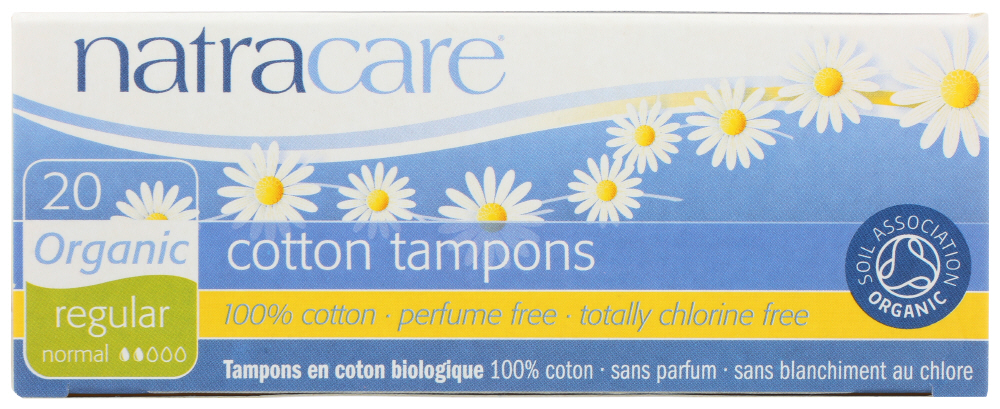 natracare®
20
Organic
regular
normal
cotton tampons
100% cotton · perfume free · totally chlorine free
Tampons en coton biologique 100% coton · sans parfum · sans blanchiment au chlore
SOIL ASSOCIATION
ORGANIC